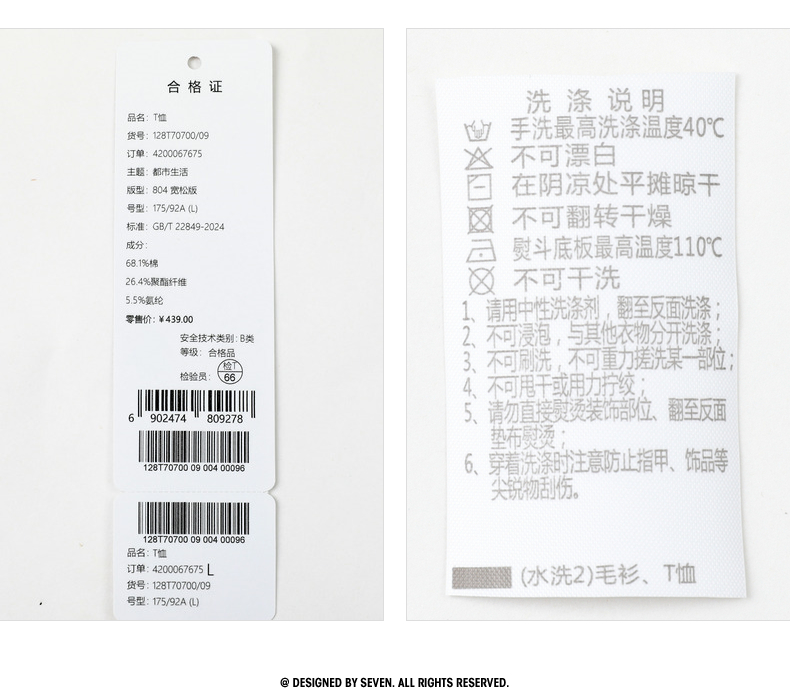 合格证
品名: T恤
货号: 128T70700/09
订单: 4200067675
主题: 都市生活
版型: 804 宽松版
号型: 175/92A (L)
标准: GB/T 22849-2024
成分:
68.1%棉
26.4%聚酯纤维
5.5%氨纶
零售价: ¥439.00
安全技术类别: B类
等级: 合格品
检验员: 检T 66
6 902474 809278
128T70700 09 004 00096
128T70700 09 004 00096
品名: T恤
订单: 4200067675 L
货号: 128T70700/09
号型: 175/92A (L)
洗涤说明
手洗最高洗涤温度40℃
不可漂白
在阴凉处平摊晾干
不可翻转干燥
熨斗底板最高温度110℃
不可干洗
1、请用中性洗涤剂，翻至反面洗涤；
2、不可浸泡，与其他衣物分开洗涤；
3、不可刷洗，不可重力搓洗某一部位；
4、不可甩干或用力拧绞；
5、请勿直接熨烫装饰部位、翻至反面
垫布熨烫；
6、穿着洗涤时注意防止指甲、饰品等
尖锐物刮伤。
(水洗2)毛衫、T恤
@ DESIGNED BY SEVEN. ALL RIGHTS RESERVED.